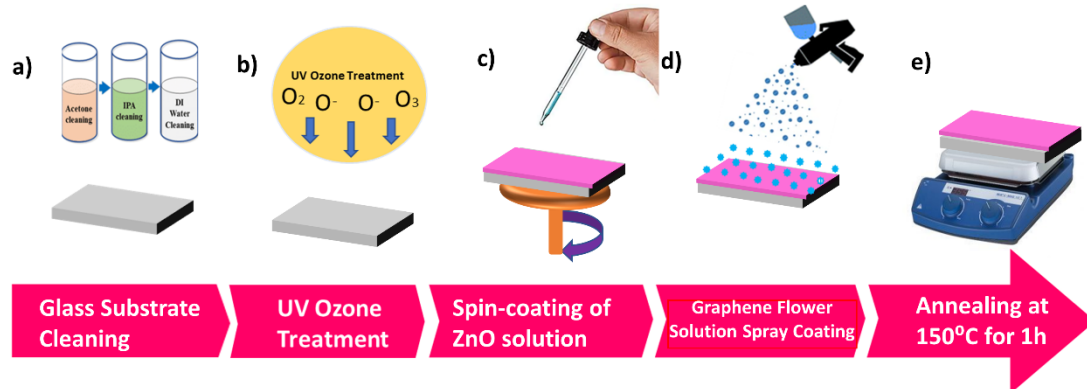 a)
Acetone
cleaning
IPA
cleaning
DI
Water
Cleaning
b)
UV Ozone Treatment
O2 O- O- O3
c)
d)
e)
Glass Substrate
Cleaning
UV Ozone
Treatment
Spin-coating of
ZnO solution
Graphene Flower
Solution Spray Coating
Annealing at
150⁰C for 1h